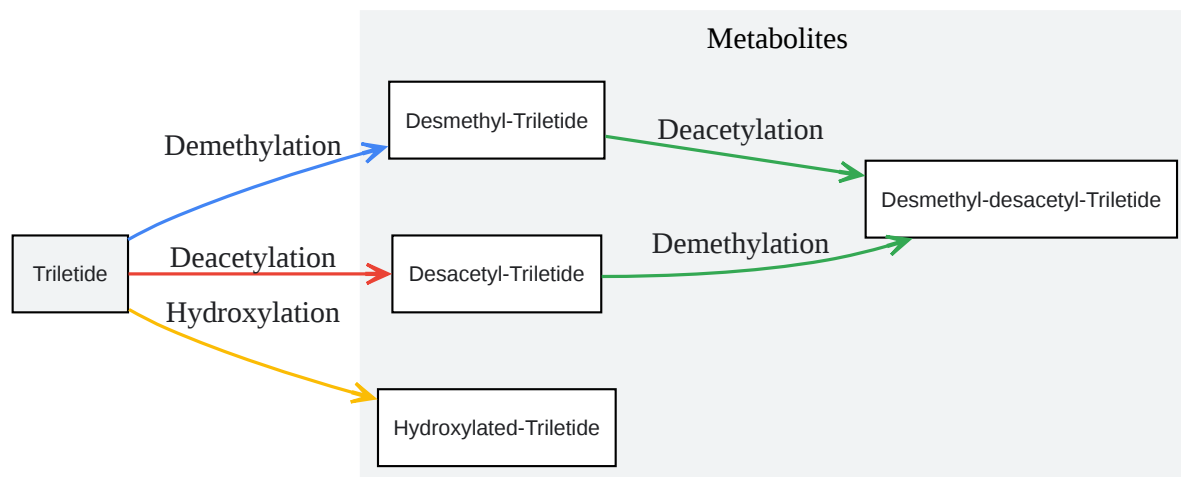 Metabolites
Desmethyl-Triletide
Demethylation
Deacetylation
Desmethyl-desacetyl-Triletide
Triletide
Deacetylation
Desacetyl-Triletide
Demethylation
Hydroxylation
Hydroxylated-Triletide